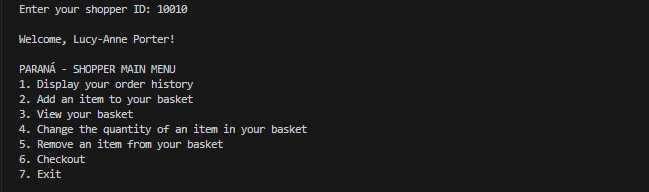 Enter your shopper ID: 10010
Welcome, Lucy-Anne Porter!
PARANÁ - SHOPPER MAIN MENU
1. Display your order history
2. Add an item to your basket
3. View your basket
4. Change the quantity of an item in your basket
5. Remove an item from your basket
6. Checkout
7. Exit